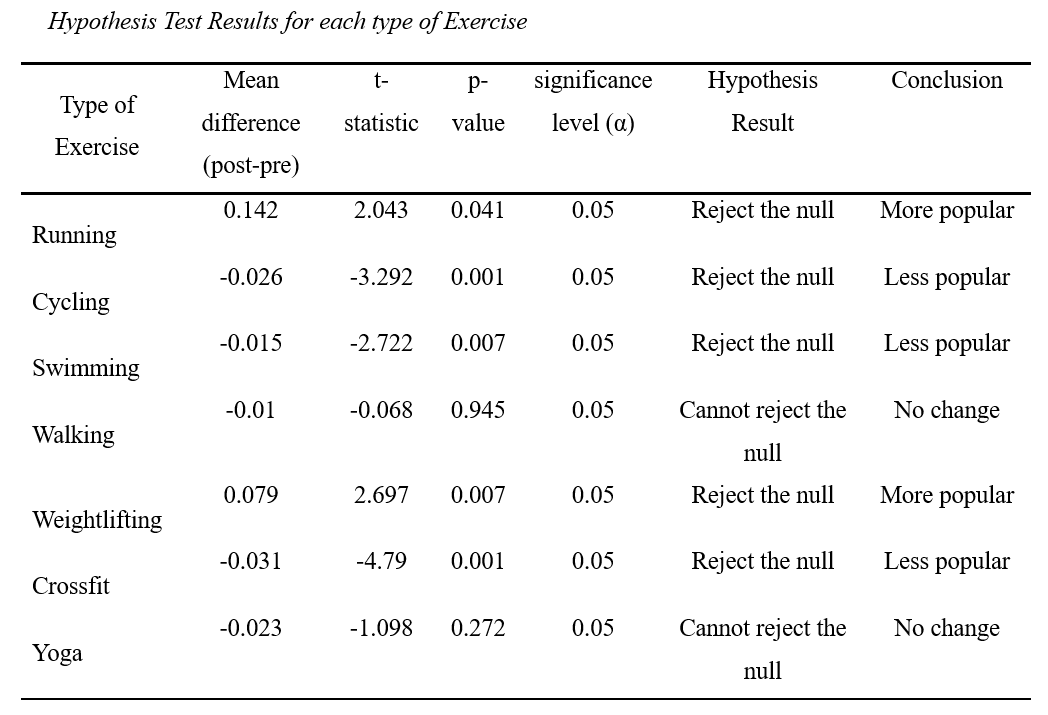 Hypothesis Test Results for each type of Exercise
Type of Exercise Mean difference (post-pre) t-statistic p-value significance level (α) Hypothesis Result Conclusion
Running 0.142 2.043 0.041 0.05 Reject the null More popular
Cycling -0.026 -3.292 0.001 0.05 Reject the null Less popular
Swimming -0.015 -2.722 0.007 0.05 Reject the null Less popular
Walking -0.01 -0.068 0.945 0.05 Cannot reject the null No change
Weightlifting 0.079 2.697 0.007 0.05 Reject the null More popular
Crossfit -0.031 -4.79 0.001 0.05 Reject the null Less popular
Yoga -0.023 -1.098 0.272 0.05 Cannot reject the null No change